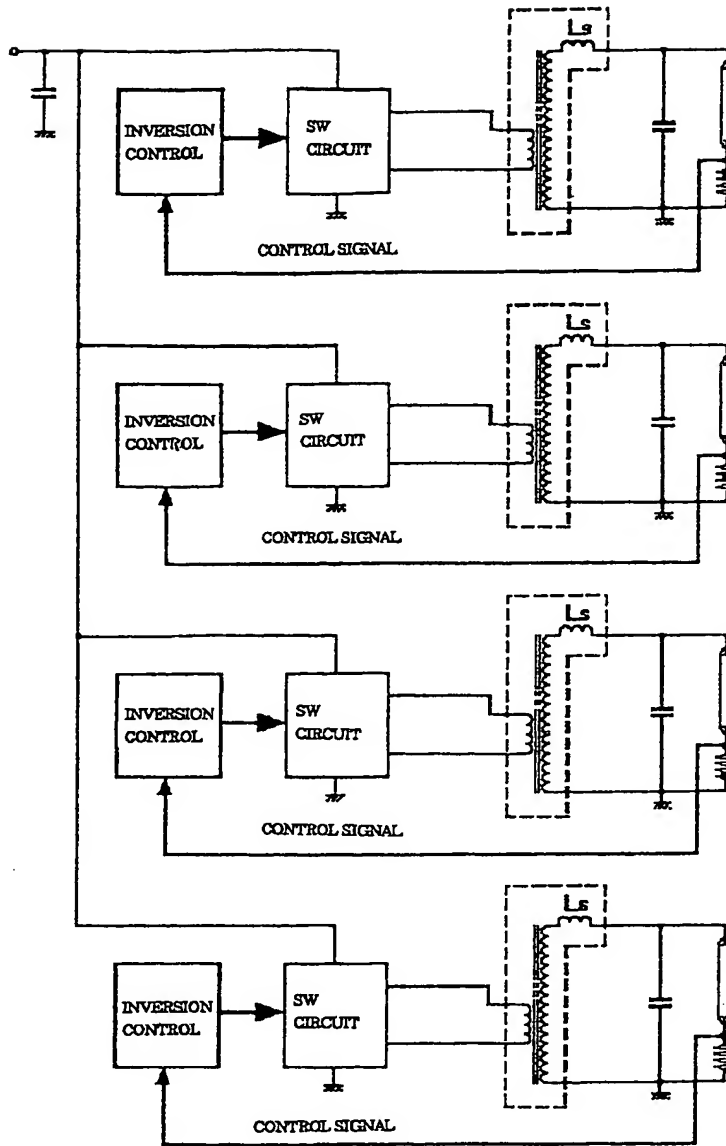 Ls
INVERSION
CONTROL
SW
CIRCUIT
CONTROL SIGNAL
Ls
INVERSION
CONTROL
SW
CIRCUIT
CONTROL SIGNAL
Ls
INVERSION
CONTROL
SW
CIRCUIT
CONTROL SIGNAL
Ls
INVERSION
CONTROL
SW
CIRCUIT
CONTROL SIGNAL